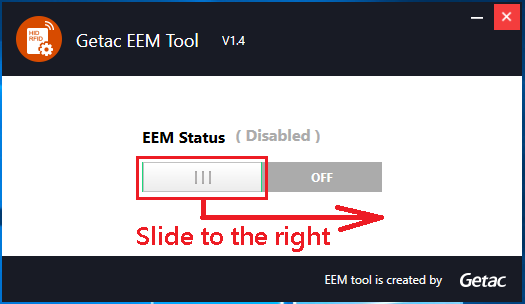 HID
RFID
Getac EEM Tool V1.4
EEM Status ( Disabled )
OFF
Slide to the right
EEM tool is created by Getac